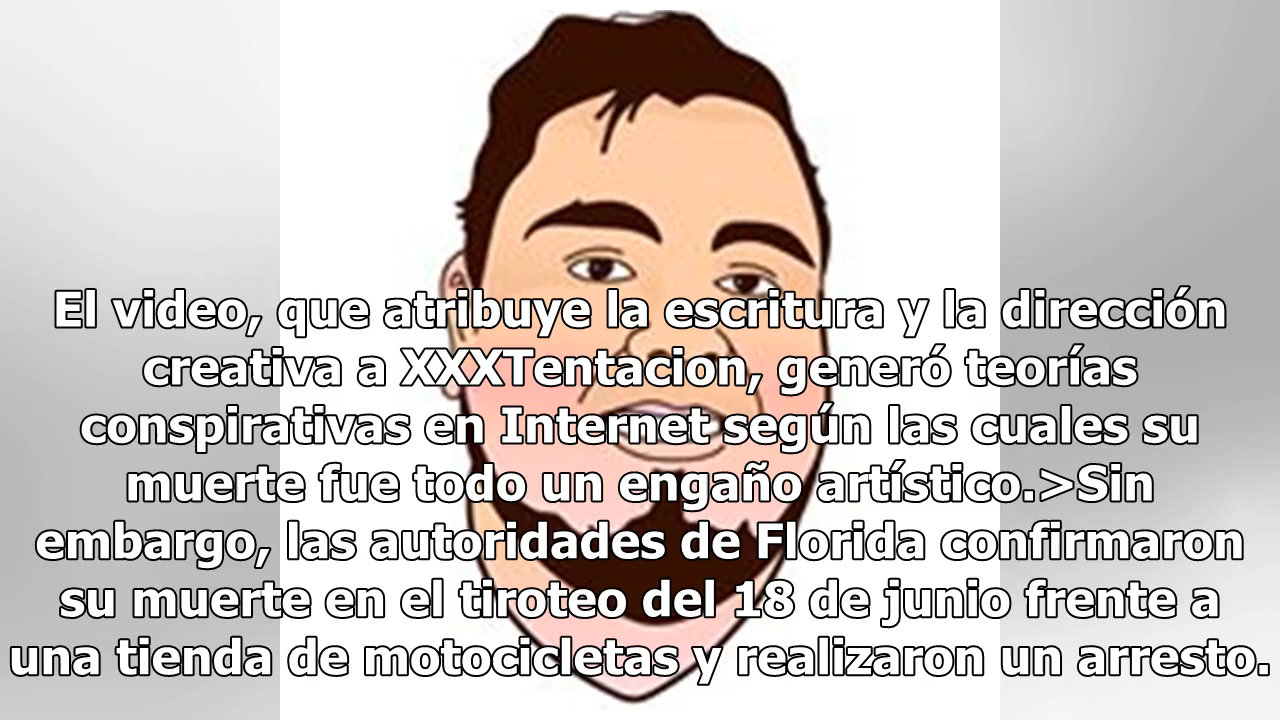 El video, que atribuye la escritura y la dirección
creativa a XXXTentacion, generó teorías
conspirativas en Internet según las cuales su
muerte fue todo un engaño artístico.>Sin
embargo, las autoridades de Florida confirmaron
su muerte en el tiroteo del 18 de junio frente a
una tienda de motocicletas y realizaron un arresto.